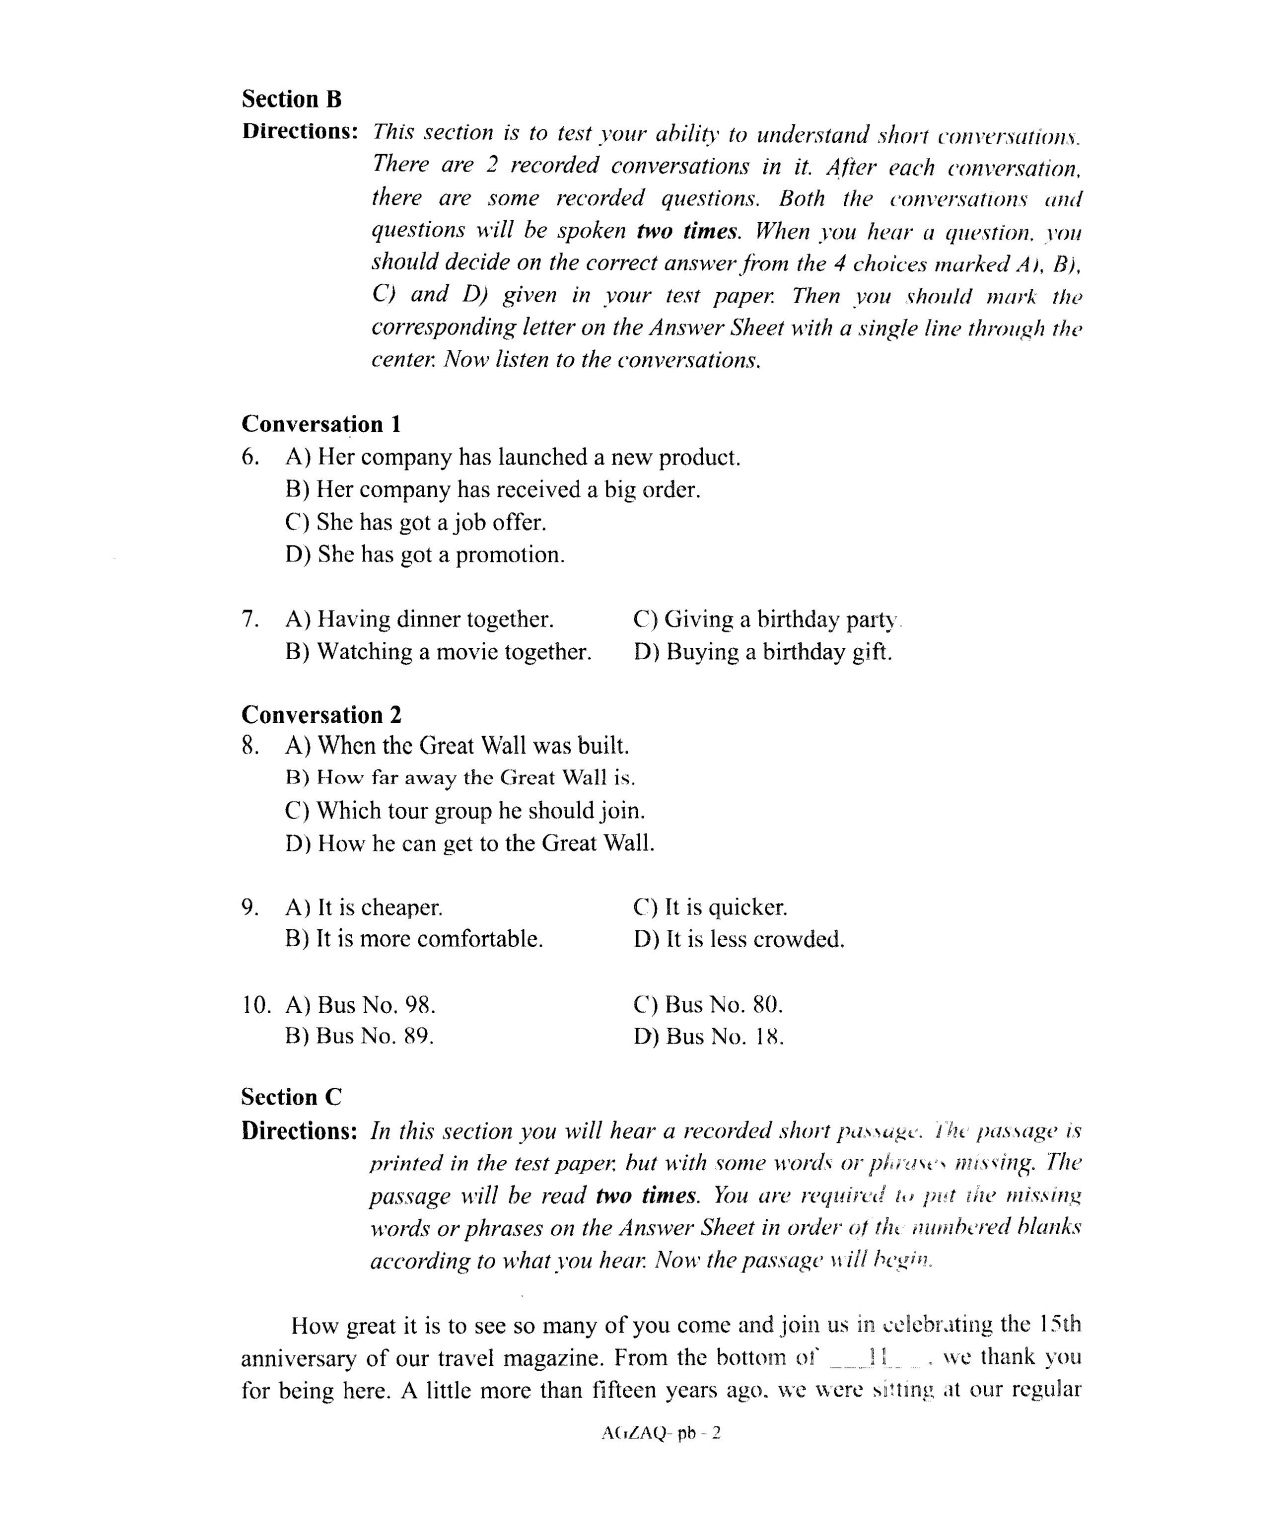 Section B
Directions: This section is to test your ability to understand short conversations.
There are 2 recorded conversations in it. After each conversation,
there are some recorded questions. Both the conversations and
questions will be spoken two times. When you hear a question, you
should decide on the correct answer from the 4 choices marked A), B),
C) and D) given in your test paper. Then you should mark the
corresponding letter on the Answer Sheet with a single line through the
center. Now listen to the conversations.
Conversation 1
6. A) Her company has launched a new product.
B) Her company has received a big order.
C) She has got a job offer.
D) She has got a promotion.
7. A) Having dinner together. C) Giving a birthday party.
B) Watching a movie together. D) Buying a birthday gift.
Conversation 2
8. A) When the Great Wall was built.
B) How far away the Great Wall is.
C) Which tour group he should join.
D) How he can get to the Great Wall.
9. A) It is cheaper. C) It is quicker.
B) It is more comfortable. D) It is less crowded.
10. A) Bus No. 98. C) Bus No. 80.
B) Bus No. 89. D) Bus No. 18.
Section C
Directions: In this section you will hear a recorded short passage. The passage is
printed in the test paper, but with some words or phrases missing. The
passage will be read two times. You are required to put the missing
words or phrases on the Answer Sheet in order of the numbered blanks
according to what you hear. Now the passage will begin.
How great it is to see so many of you come and join us in celebrating the 15th
anniversary of our travel magazine. From the bottom of ___11___, we thank you
for being here. A little more than fifteen years ago, we were sitting at our regular
AGZAQ- pb - 2